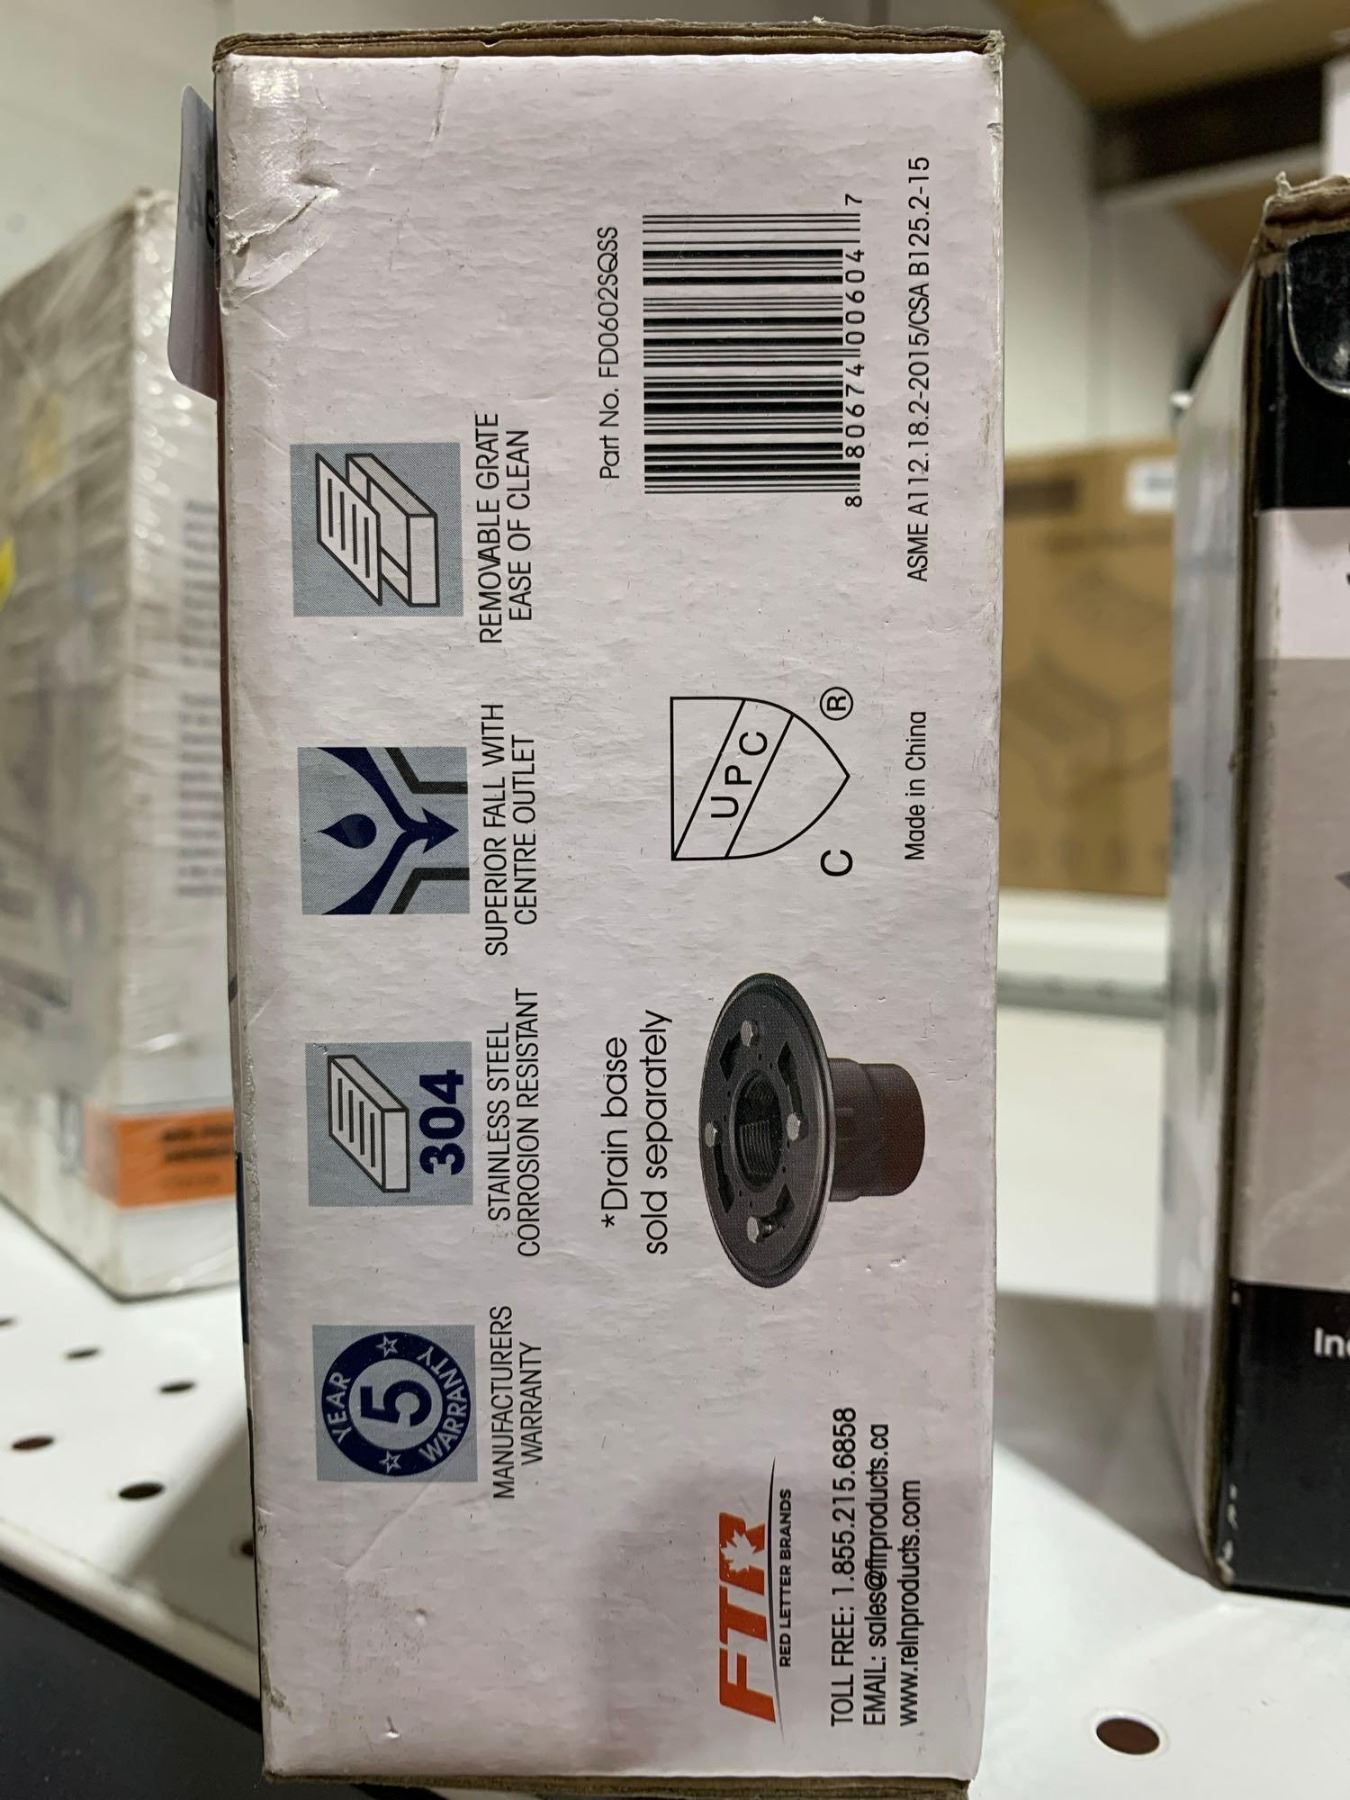 YEAR
5
WARRANTY
MANUFACTURERS
WARRANTY
304
STAINLESS STEEL
CORROSION RESISTANT
SUPERIOR FALL WITH
CENTRE OUTLET
REMOVABLE GRATE
EASE OF CLEAN
*Drain base
sold separately
Part No. FD0602SQSS
8 80674 00604 7
UPC
C ®
FTR
RED LETTER BRANDS
TOLL FREE: 1.855.215.6858
EMAIL: sales@ftrproducts.ca
www.relnproducts.com
Made in China
ASME A112.18.2-2015/CSA B125.2-15